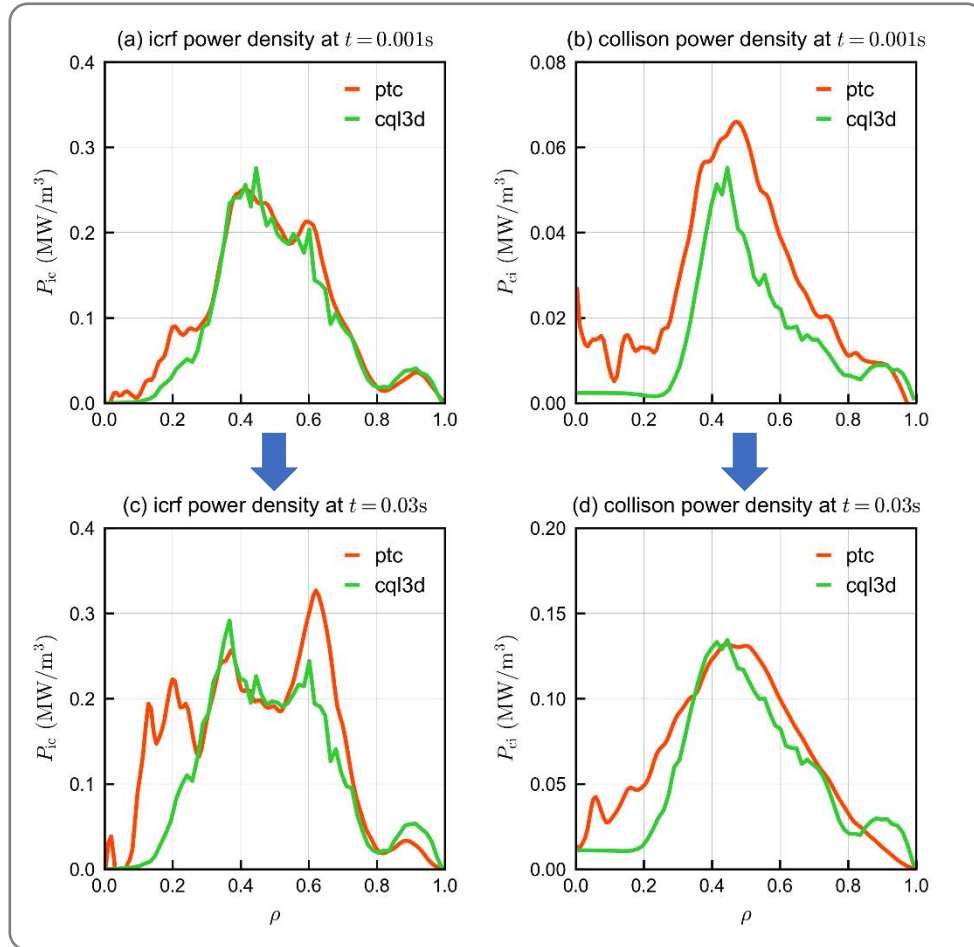 (a) icrf power density at t = 0.001s
0.4
0.3
0.2
0.1
0.0
P_ic (MW/m³)
ptc
cql3d
0.0 0.2 0.4 0.6 0.8 1.0
(b) collison power density at t = 0.001s
0.08
0.06
0.04
0.02
0.00
P_ci (MW/m³)
ptc
cql3d
0.0 0.2 0.4 0.6 0.8 1.0
(c) icrf power density at t = 0.03s
0.4
0.3
0.2
0.1
0.0
P_ic (MW/m³)
ptc
cql3d
0.0 0.2 0.4 0.6 0.8 1.0
ρ
(d) collison power density at t = 0.03s
0.20
0.15
0.10
0.05
0.00
P_ci (MW/m³)
ptc
cql3d
0.0 0.2 0.4 0.6 0.8 1.0
ρ